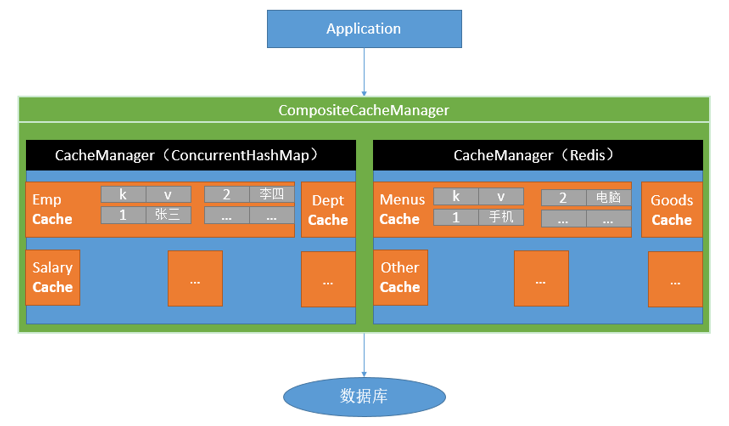 Application
CompositeCacheManager
CacheManager（ConcurrentHashMap）
Emp
Cache
k v
1 张三
2 李四
... ...
Dept
Cache
Salary
Cache
...
...
CacheManager（Redis）
Menus
Cache
k v
1 手机
2 电脑
... ...
Goods
Cache
Other
Cache
...
...
数据库